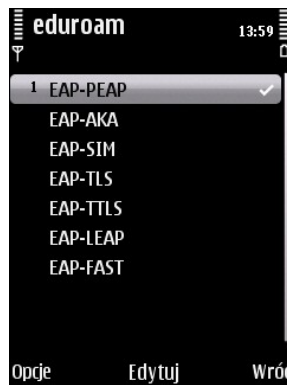 eduroam
13:59
1 EAP-PEAP
EAP-AKA
EAP-SIM
EAP-TLS
EAP-TTLS
EAP-LEAP
EAP-FAST
Opcje Edytuj Wróć